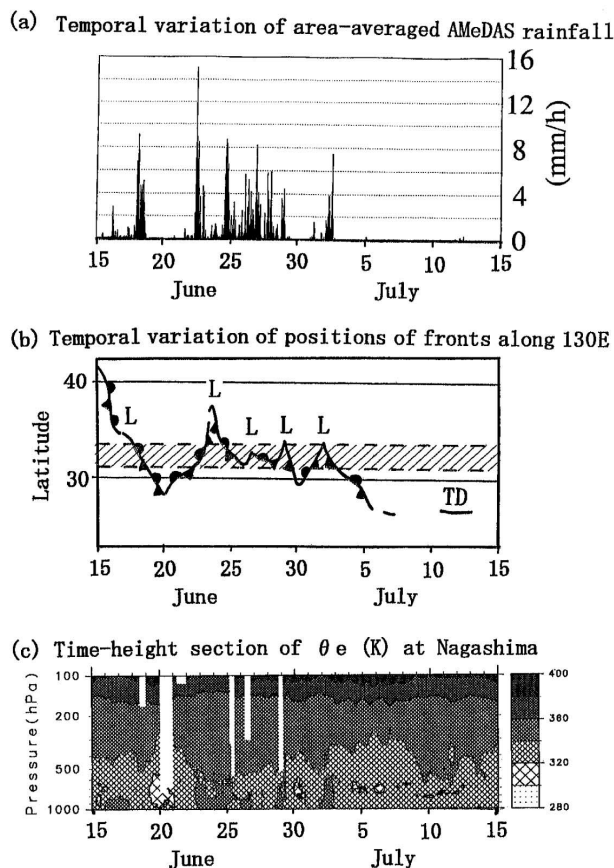 (a) Temporal variation of area-averaged AMeDAS rainfall
16
12
8
4
0
(mm/h)
15 20 25 30 5 10 15
June July
(b) Temporal variation of positions of fronts along 130E
40
30
Latitude
L L L L L
TD
15 20 25 30 5 10 15
June July
(c) Time-height section of θe (K) at Nagashima
100
200
500
1000
Pressure(hPa)
400
360
340
320
280
15 20 25 30 5 10 15
June July